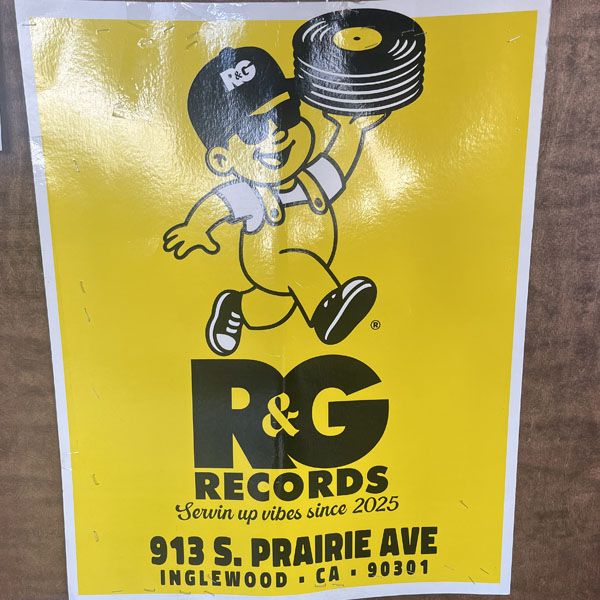 R&G
®
R&G
RECORDS
Servin up vibes since 2025
913 S. PRAIRIE AVE
INGLEWOOD ▪ CA ▪ 90301